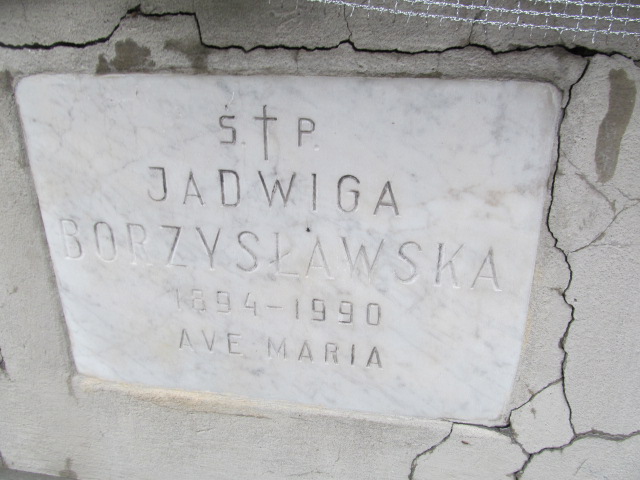 Ś.†P.
JADWIGA
BORZYSŁAWSKA
1894-1990
AVE MARIA